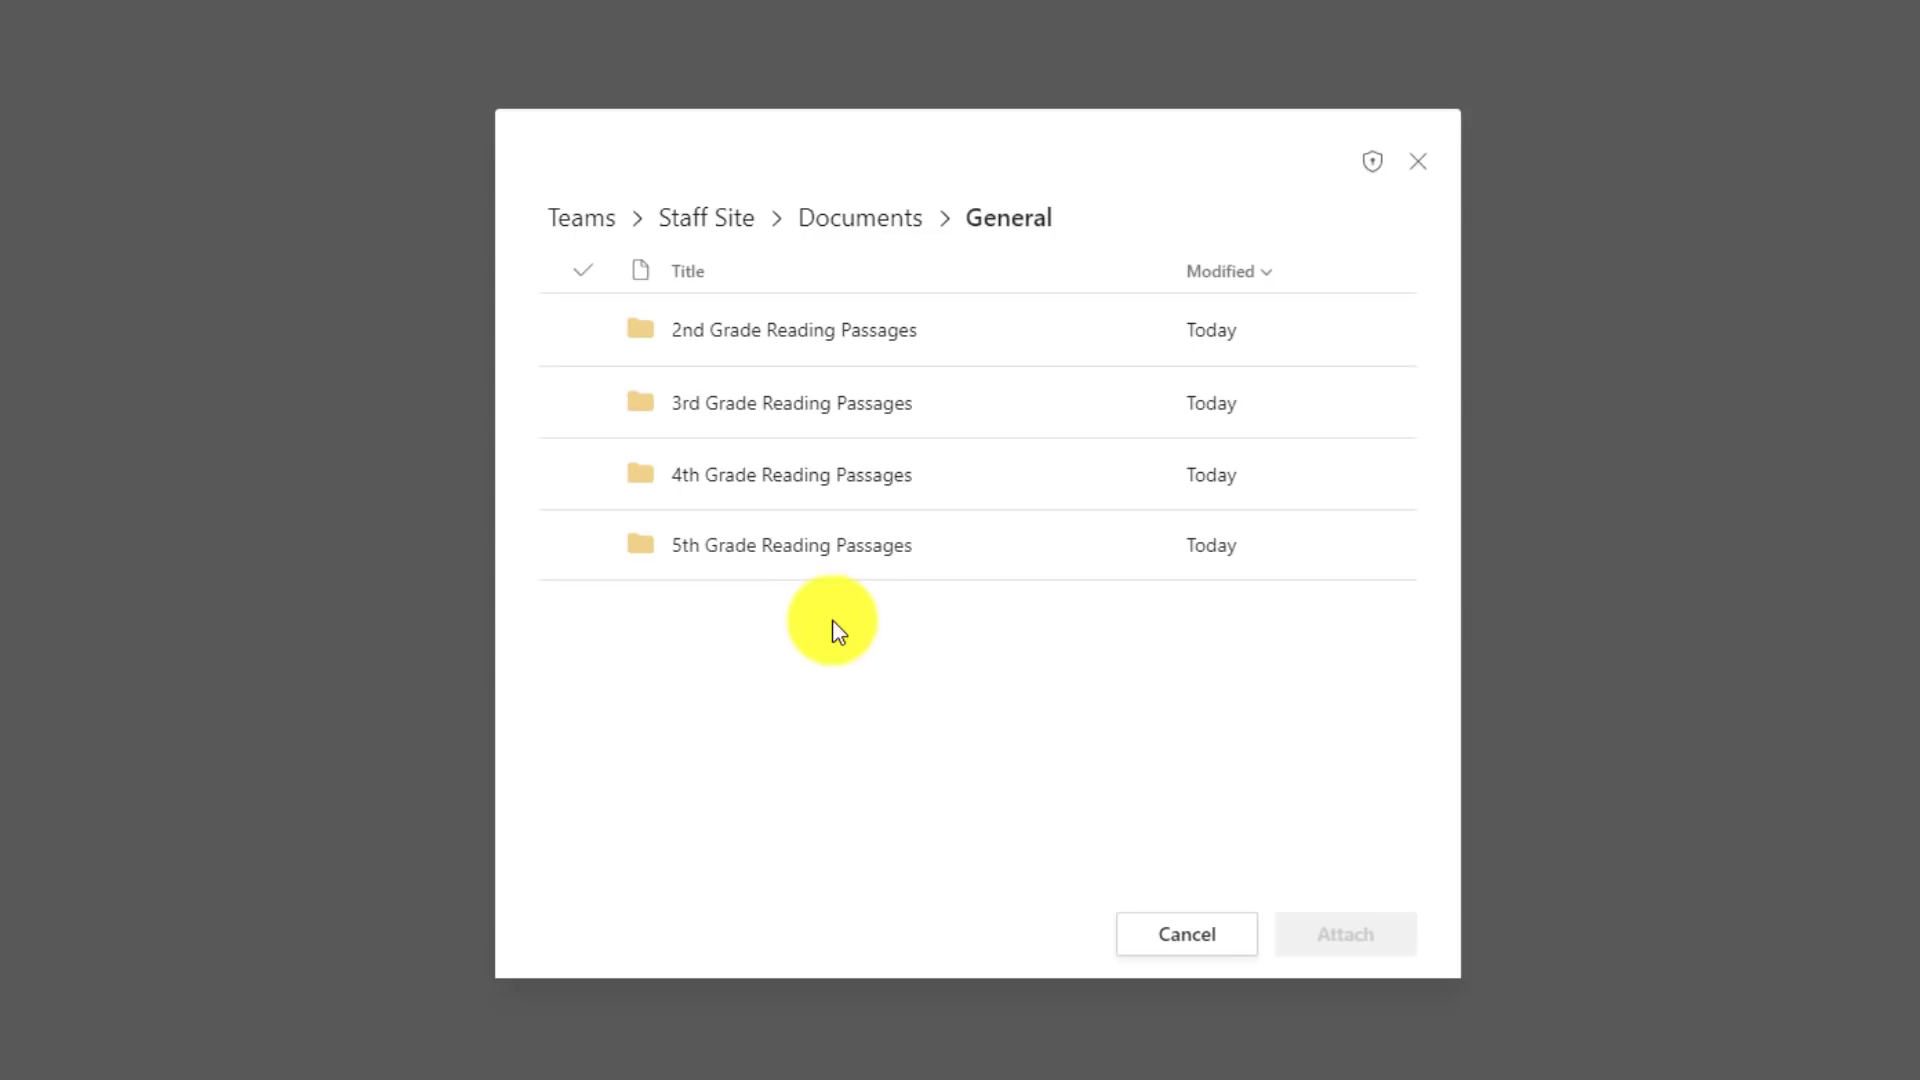 Teams > Staff Site > Documents > General
Title Modified
2nd Grade Reading Passages Today
3rd Grade Reading Passages Today
4th Grade Reading Passages Today
5th Grade Reading Passages Today
Cancel Attach